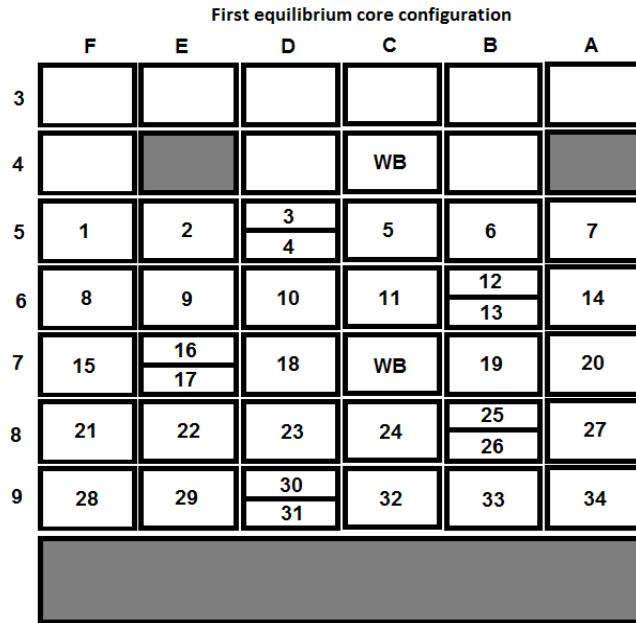 First equilibrium core configuration
F E D C B A
3
4 WB
5 1 2 3 4 5 6 7
6 8 9 10 11 12 13 14
7 15 16 17 18 WB 19 20
8 21 22 23 24 25 26 27
9 28 29 30 31 32 33 34